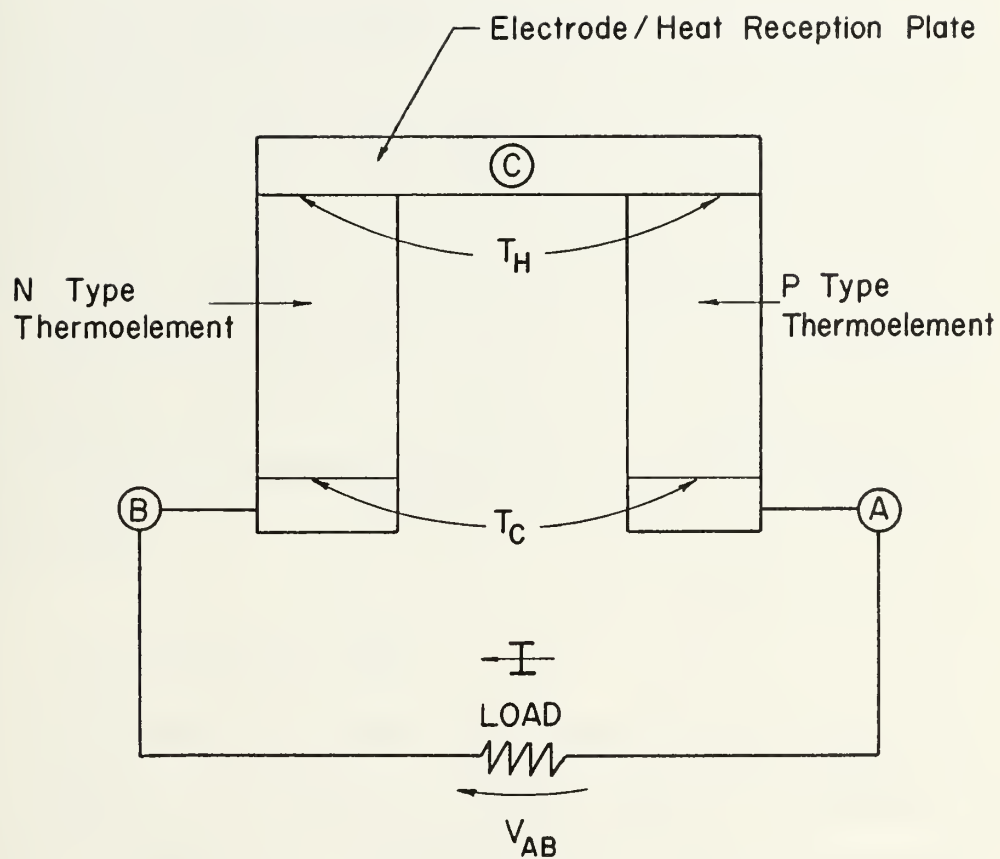 Electrode / Heat Reception Plate
C
T_H
N Type
Thermoelement
P Type
Thermoelement
B
T_C
A
I
LOAD
V_AB